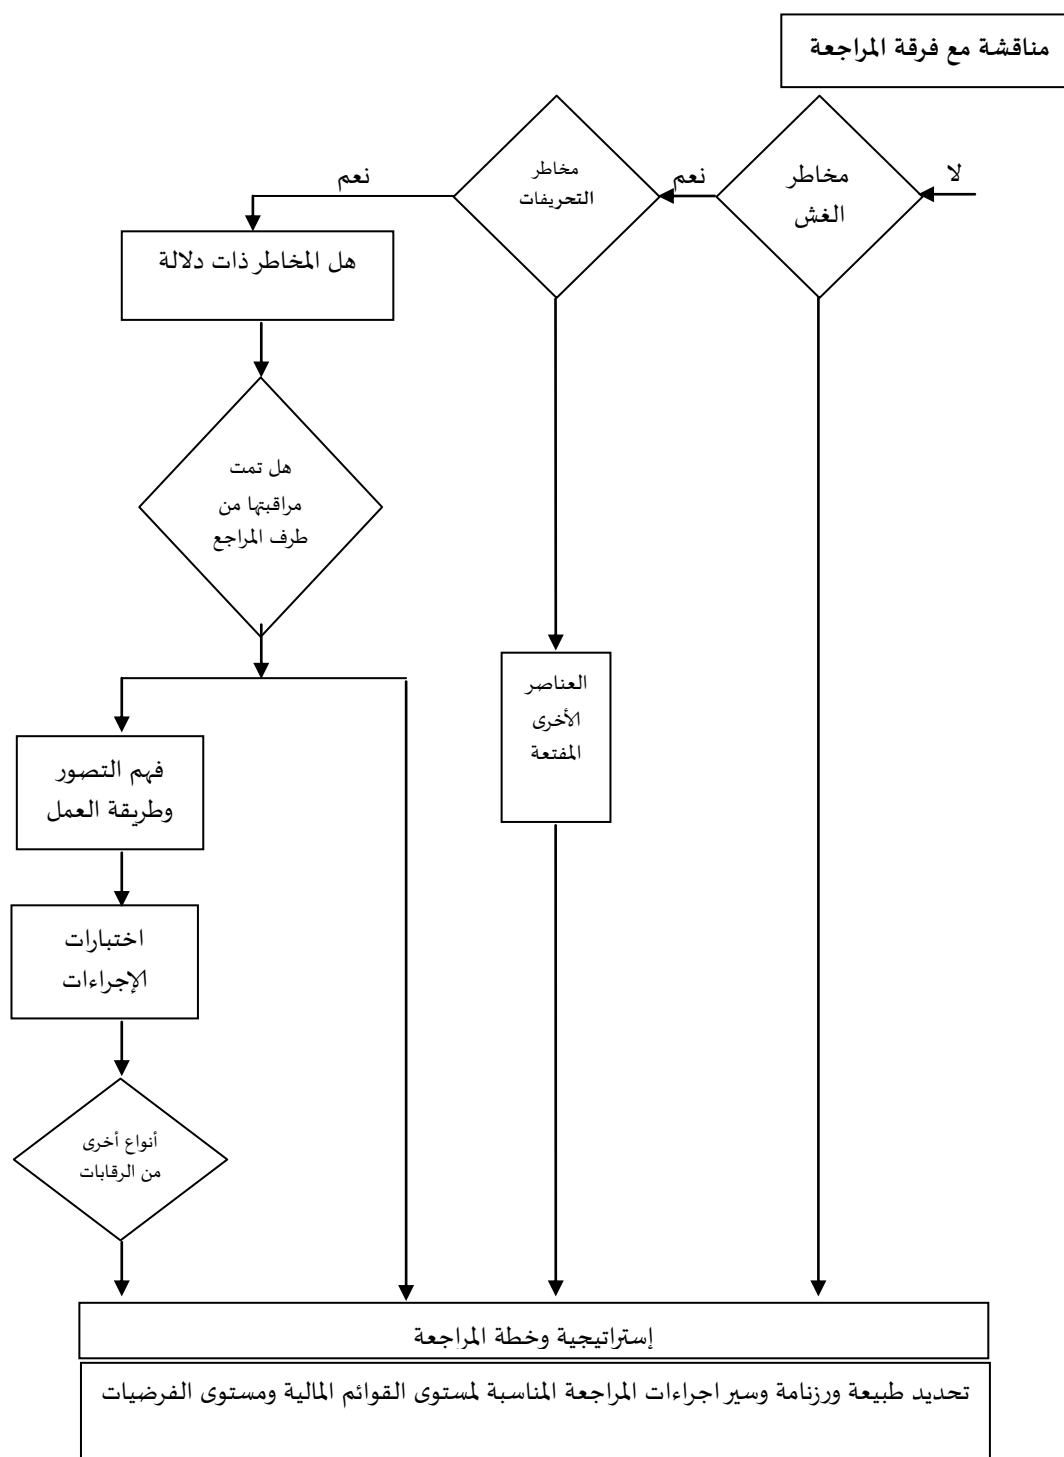 مناقشة مع فرقة المراجعة
لا
مخاطر
الغش
نعم
مخاطر
التحريفات
نعم
هل المخاطر ذات دلالة
هل تمت
مراقبتها من
طرف المراجع
العناصر
الأخرى
المفتعة
فهم التصور
وطريقة العمل
اختبارات
الإجراءات
أنواع أخرى
من الرقابات
إستراتيجية وخطة المراجعة
تحديد طبيعة ورزنامة وسير اجراءات المراجعة المناسبة لمستوى القوائم المالية ومستوى الفرضيات